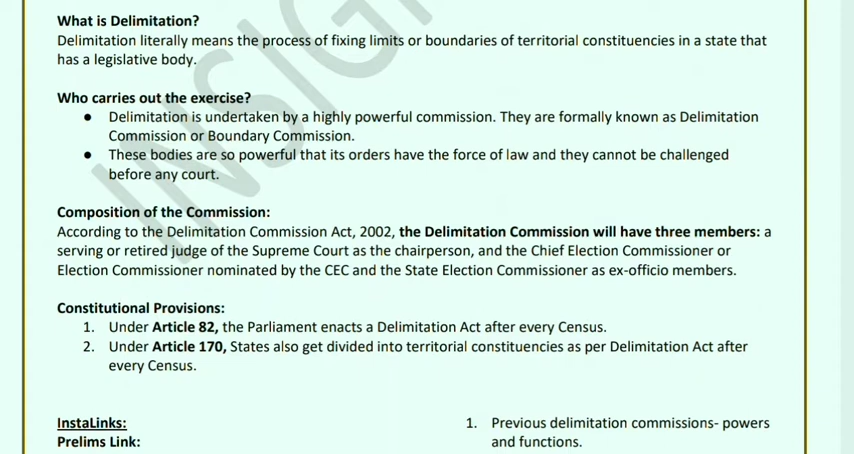 What is Delimitation?
Delimitation literally means the process of fixing limits or boundaries of territorial constituencies in a state that
has a legislative body.
Who carries out the exercise?
● Delimitation is undertaken by a highly powerful commission. They are formally known as Delimitation
Commission or Boundary Commission.
● These bodies are so powerful that its orders have the force of law and they cannot be challenged
before any court.
Composition of the Commission:
According to the Delimitation Commission Act, 2002, the Delimitation Commission will have three members: a
serving or retired judge of the Supreme Court as the chairperson, and the Chief Election Commissioner or
Election Commissioner nominated by the CEC and the State Election Commissioner as ex-officio members.
Constitutional Provisions:
1. Under Article 82, the Parliament enacts a Delimitation Act after every Census.
2. Under Article 170, States also get divided into territorial constituencies as per Delimitation Act after
every Census.
InstaLinks:
Prelims Link:
1. Previous delimitation commissions- powers
and functions.